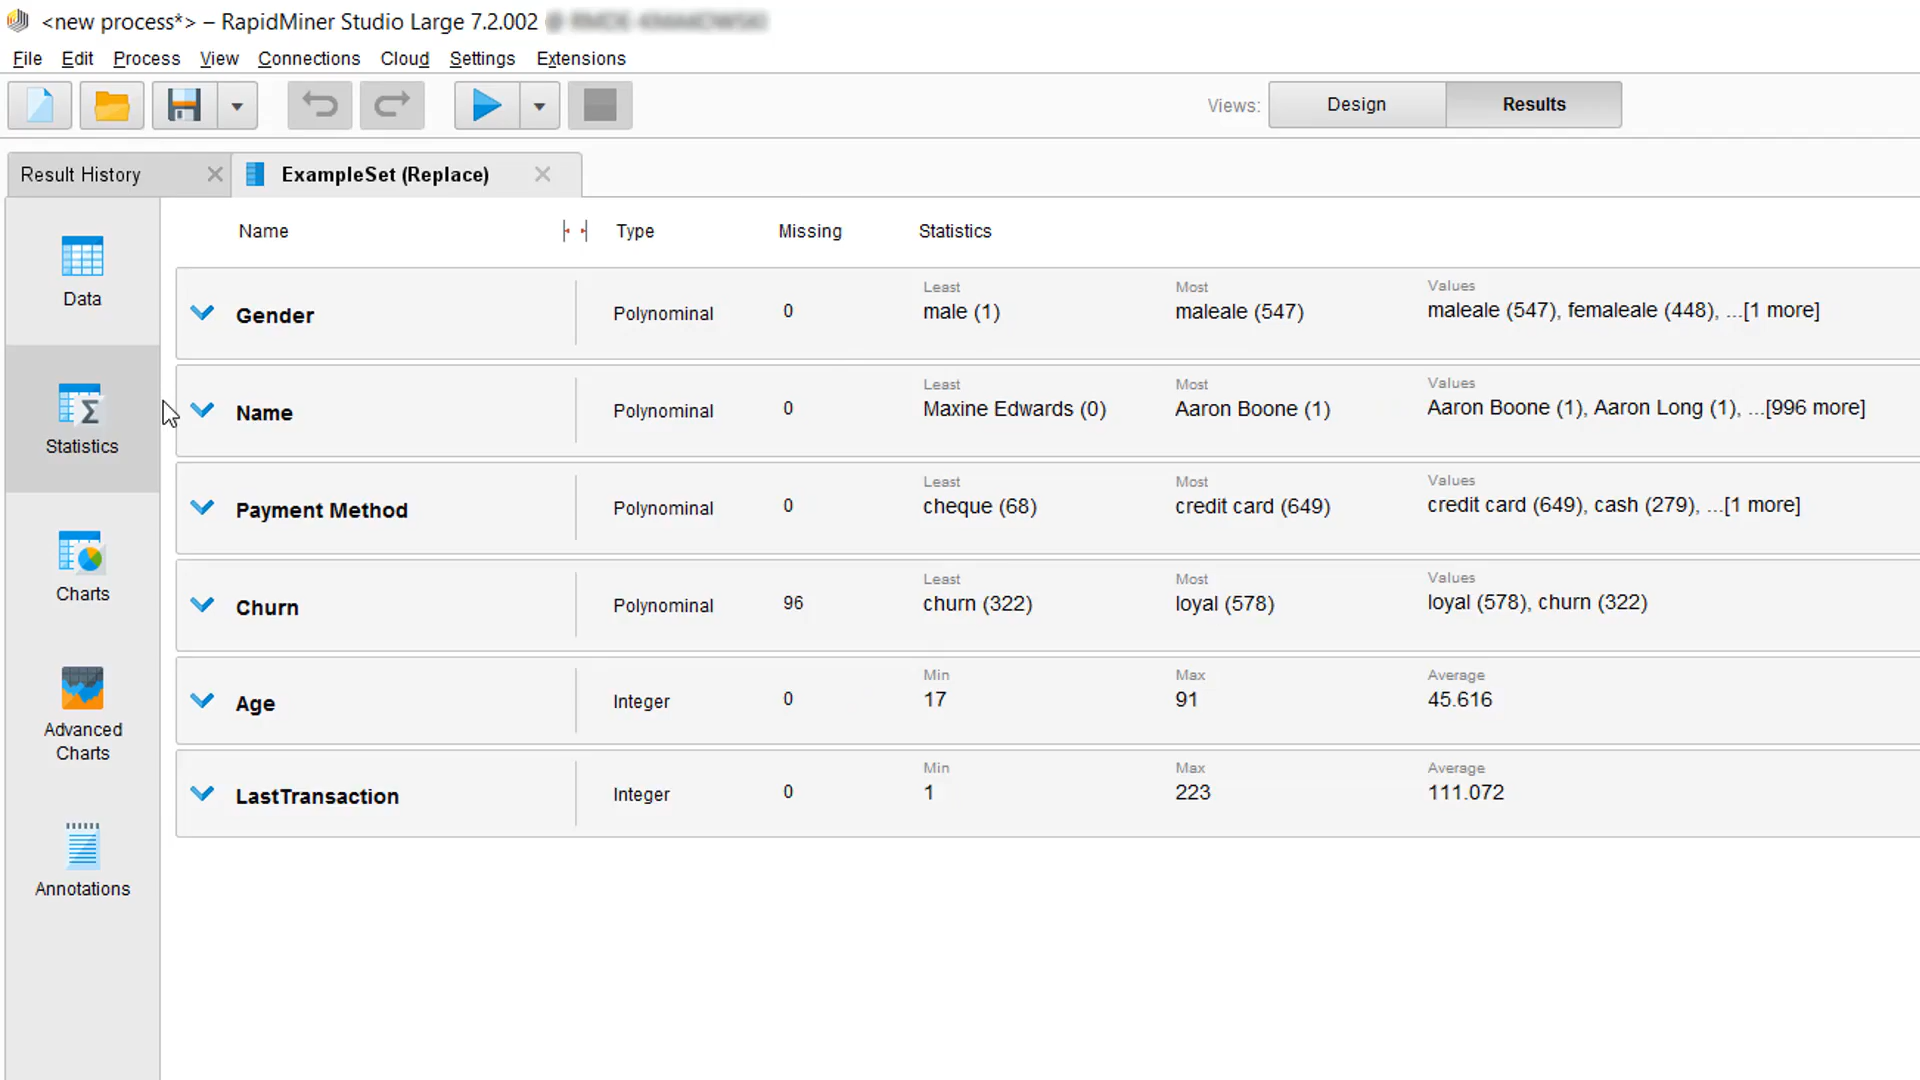 <new process*> – RapidMiner Studio Large 7.2.002 @
File Edit Process View Connections Cloud Settings Extensions
Views: Design Results
Result History ExampleSet (Replace)
Name Type Missing Statistics
Data
Statistics
Charts
Advanced
Charts
Annotations
Least Most Values
Gender Polynominal 0 male (1) maleale (547) maleale (547), femaleale (448), ...[1 more]
Least Most Values
Name Polynominal 0 Maxine Edwards (0) Aaron Boone (1) Aaron Boone (1), Aaron Long (1), ...[996 more]
Least Most Values
Payment Method Polynominal 0 cheque (68) credit card (649) credit card (649), cash (279), ...[1 more]
Least Most Values
Churn Polynominal 96 churn (322) loyal (578) loyal (578), churn (322)
Min Max Average
Age Integer 0 17 91 45.616
Min Max Average
LastTransaction Integer 0 1 223 111.072